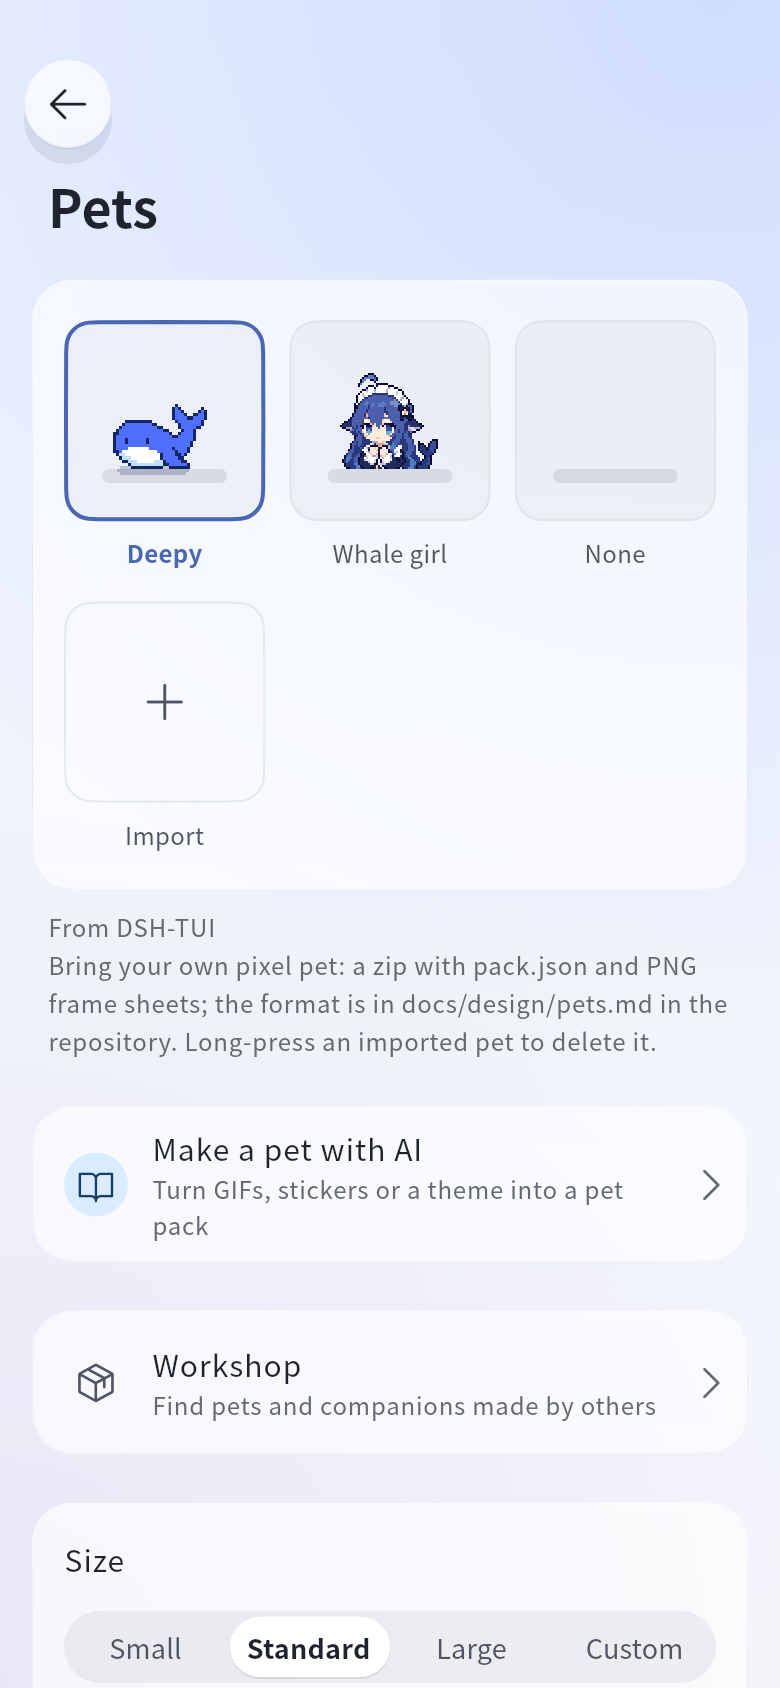 Pets
Deepy
Whale girl
None
Import
From DSH-TUI
Bring your own pixel pet: a zip with pack.json and PNG
frame sheets; the format is in docs/design/pets.md in the
repository. Long-press an imported pet to delete it.
Make a pet with AI
Turn GIFs, stickers or a theme into a pet
pack
Workshop
Find pets and companions made by others
Size
Small
Standard
Large
Custom